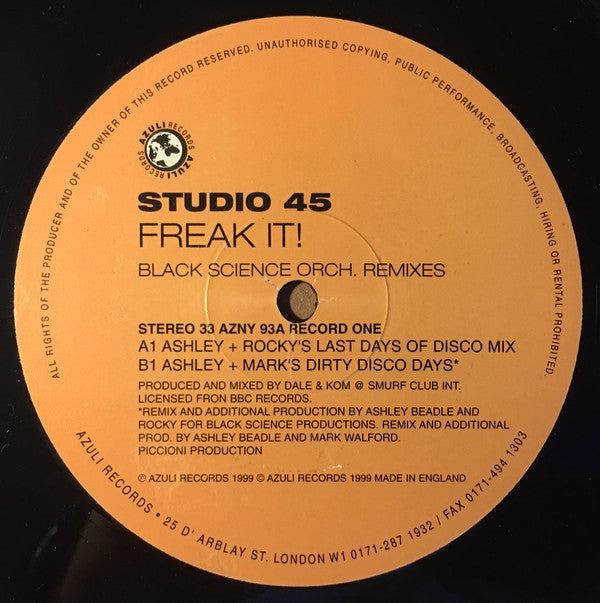 ALL RIGHTS OF THE PRODUCER AND OF THE OWNER OF THIS RECORD RESERVED. UNAUTHORISED COPYING, PUBLIC PERFORMANCE, BROADCASTING, HIRING OR RENTAL PROHIBITED.
AZULI RECORDS AZULI RECORDS
STUDIO 45
FREAK IT!
BLACK SCIENCE ORCH. REMIXES
STEREO 33 AZNY 93A RECORD ONE
A1 ASHLEY + ROCKY'S LAST DAYS OF DISCO MIX
B1 ASHLEY + MARK'S DIRTY DISCO DAYS*
PRODUCED AND MIXED BY DALE & KOM @ SMURF CLUB INT.
LICENSED FRON BBC RECORDS.
*REMIX AND ADDITIONAL PRODUCTION BY ASHLEY BEADLE AND
ROCKY FOR BLACK SCIENCE PRODUCTIONS. REMIX AND ADDITIONAL
PROD. BY ASHLEY BEADLE AND MARK WALFORD.
PICCIONI PRODUCTION
℗ AZULI RECORDS 1999 © AZULI RECORDS 1999 MADE IN ENGLAND
AZULI RECORDS • 25 D' ARBLAY ST. LONDON W1 0171-287 1932 / FAX 0171-494 1303